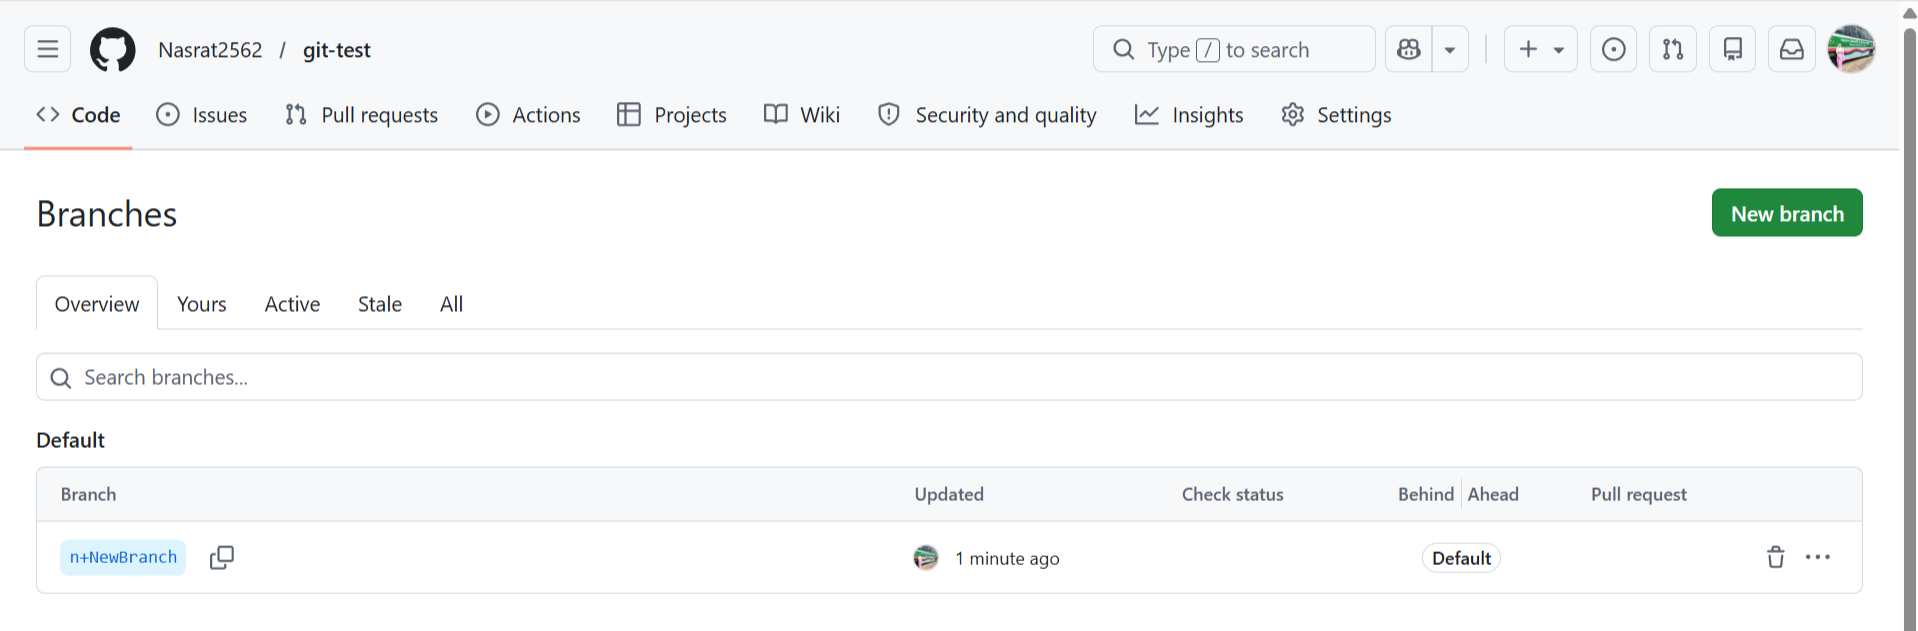 Nasrat2562 / git-test
Type / to search
Code Issues Pull requests Actions Projects Wiki Security and quality Insights Settings
Branches
New branch
Overview Yours Active Stale All
Search branches...
Default
Branch Updated Check status Behind Ahead Pull request
n+NewBranch 1 minute ago Default